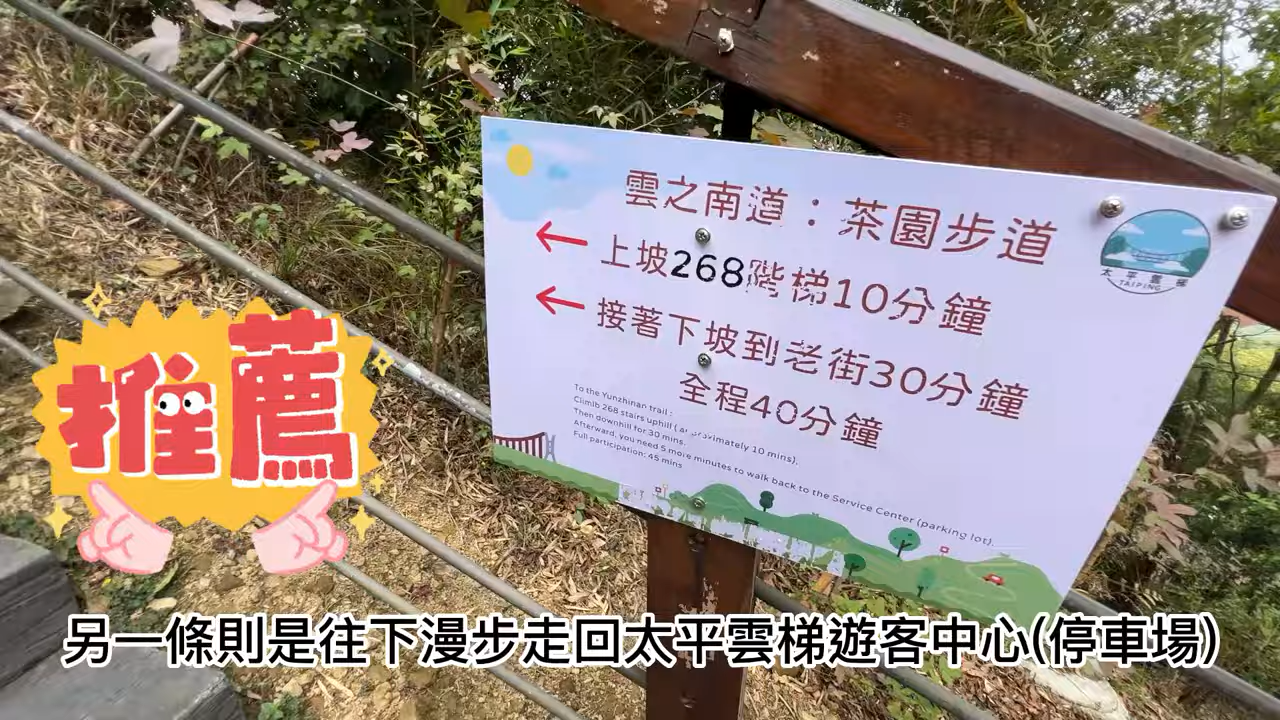 雲之南道：茶園步道
← 上坡268階梯10分鐘
← 接著下坡到老街30分鐘
全程40分鐘
太平雲梯
TAIPING
To the Yunzhinan trail :
Climb 268 stairs uphill ( approximately 10 mins),
Then downhill for 30 mins.
Afterward, you need 5 more minutes to walk back to the Service Center (parking lot).
Full participation: 45 mins
推薦
另一條則是往下漫步走回太平雲梯遊客中心(停車場)